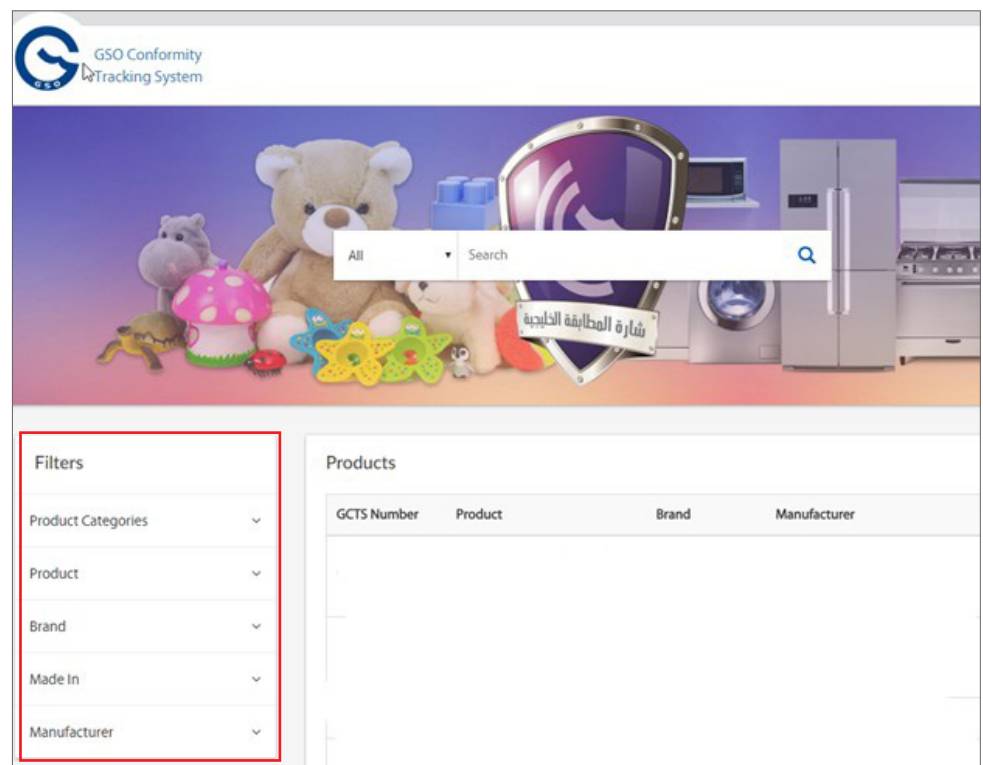 GSO
GSO Conformity
Tracking System
All
Search
شارة المطابقة الخليجية
Filters
Product Categories
Product
Brand
Made In
Manufacturer
Products
GCTS Number Product Brand Manufacturer